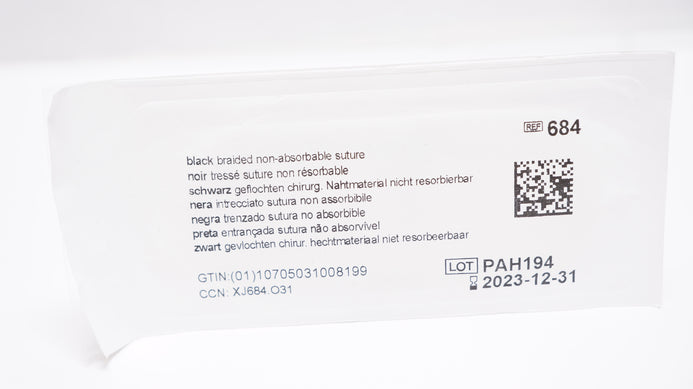 REF 684
black braided non-absorbable suture
noir tressé suture non résorbable
schwarz geflochten chirurg. Nahtmaterial nicht resorbierbar
nera intrecciato sutura non assorbibile
negra trenzado sutura no absorbible
preta entrançada sutura não absorvível
zwart gevlochten chirur. hechtmateriaal niet resorbeerbaar
GTIN:(01)10705031008199
CCN: XJ684.O31
LOT PAH194
2023-12-31